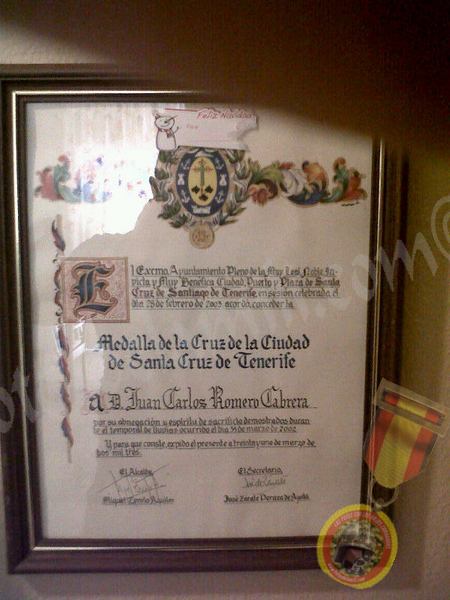 Feliz Navidad
El Excmo. Ayuntamiento Pleno de la Muy Leal, Noble, In-
victa y Muy Benéfica Ciudad, Puerto y Plaza de Santa
Cruz de Santiago de Tenerife, en sesión celebrada el
día 28 de febrero de 2003 acordó, conceder la
Medalla de la Cruz de la Ciudad
de Santa Cruz de Tenerife
a D. Juan Carlos Romero Cabrera
por su abnegación y espíritu de sacrificio demostrados duran-
te el temporal de lluvias ocurrido el día 31 de marzo de 2002
Y para que conste, expido el presente a treinta y uno de marzo de
dos mil tres.
El Alcalde, El Secretario,
Miguel Zerolo Aguilar José Zárate Peraza de Ayala